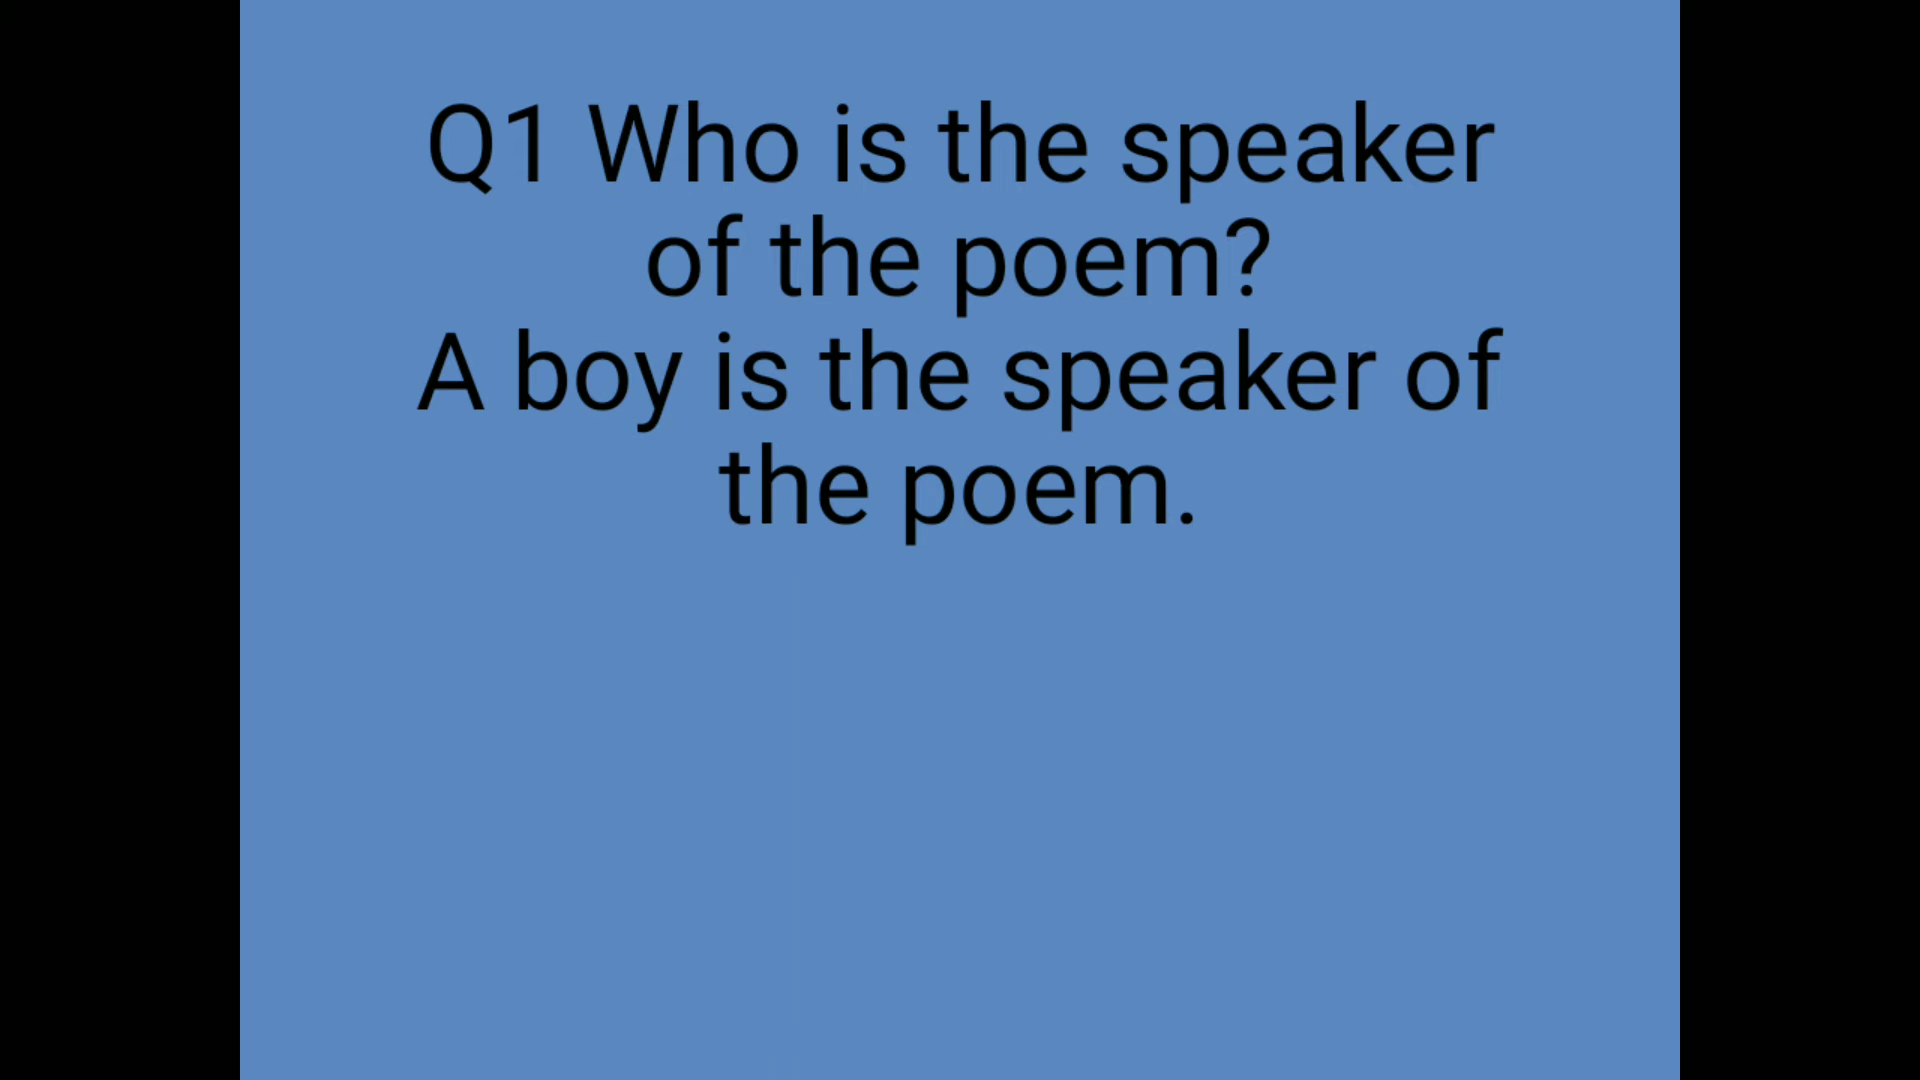 Q1 Who is the speaker
of the poem?
A boy is the speaker of
the poem.